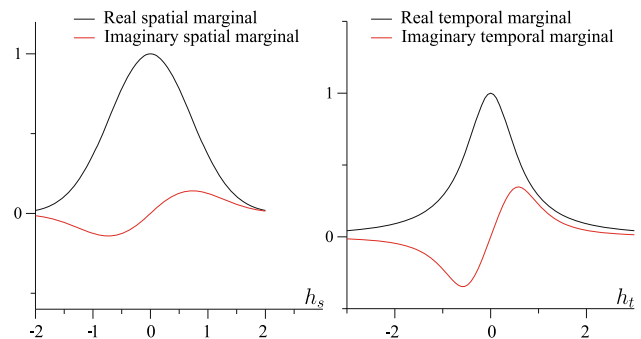 Real spatial marginal
Imaginary spatial marginal
1
0
-2 -1 0 1 2
h_s
Real temporal marginal
Imaginary temporal marginal
1
0
-2 0 2
h_t